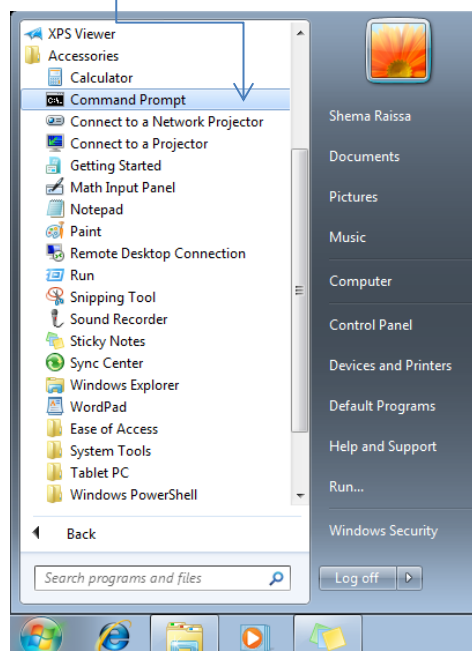 XPS Viewer
Accessories
Calculator
C:\.
Command Prompt
Connect to a Network Projector
Connect to a Projector
Getting Started
Math Input Panel
Notepad
Paint
Remote Desktop Connection
Run
Snipping Tool
Sound Recorder
Sticky Notes
Sync Center
Windows Explorer
WordPad
Ease of Access
System Tools
Tablet PC
Windows PowerShell
Back
Search programs and files
Shema Raissa
Documents
Pictures
Music
Computer
Control Panel
Devices and Printers
Default Programs
Help and Support
Run...
Windows Security
Log off